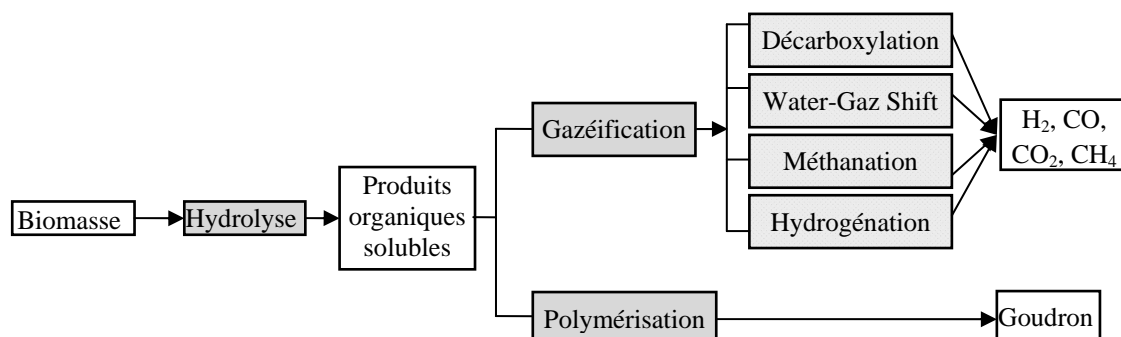 Biomasse
Hydrolyse
Produits
organiques
solubles
Gazéification
Décarboxylation
Water-Gaz Shift
Méthanation
Hydrogénation
H₂, CO,
CO₂, CH₄
Polymérisation
Goudron